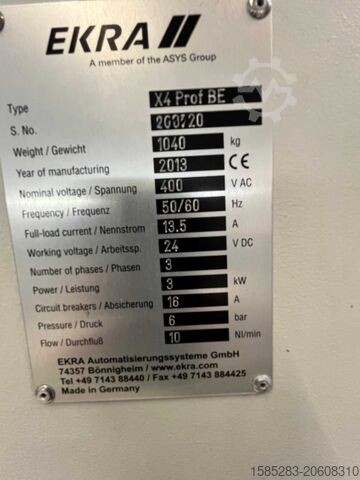 EKRA
A member of the ASYS Group
Type X4 Prof BE
S. No.
Weight / Gewicht 1040 kg
Year of manufacturing 2013 CE
Nominal voltage / Spannung 400 V AC
Frequency / Frequenz 50/60 Hz
Full-load current / Nennstrom 13.5 A
Working voltage / Arbeitssp. 24 V DC
Number of phases / Phasen 3
Power / Leistung 3 kW
Circuit breakers / Absicherung 16 A
Pressure / Druck 6 bar
Flow / Durchfluß 10 Nl/min
EKRA Automatisierungssysteme GmbH
74357 Bönnigheim / www.ekra.com
Tel +49 7143 88440 / Fax +49 7143 884425
Made in Germany
1585283-20608310